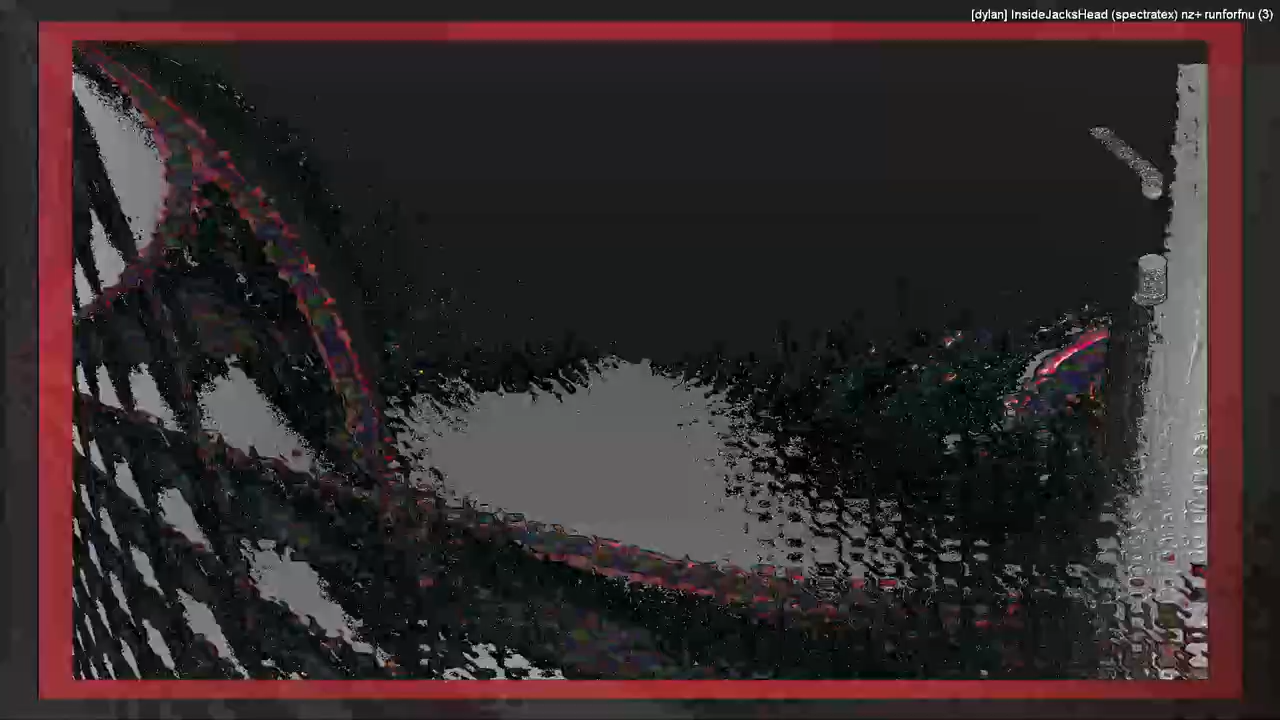 [dylan] InsideJacksHead (spectratex) nz+ runforfnu (3)